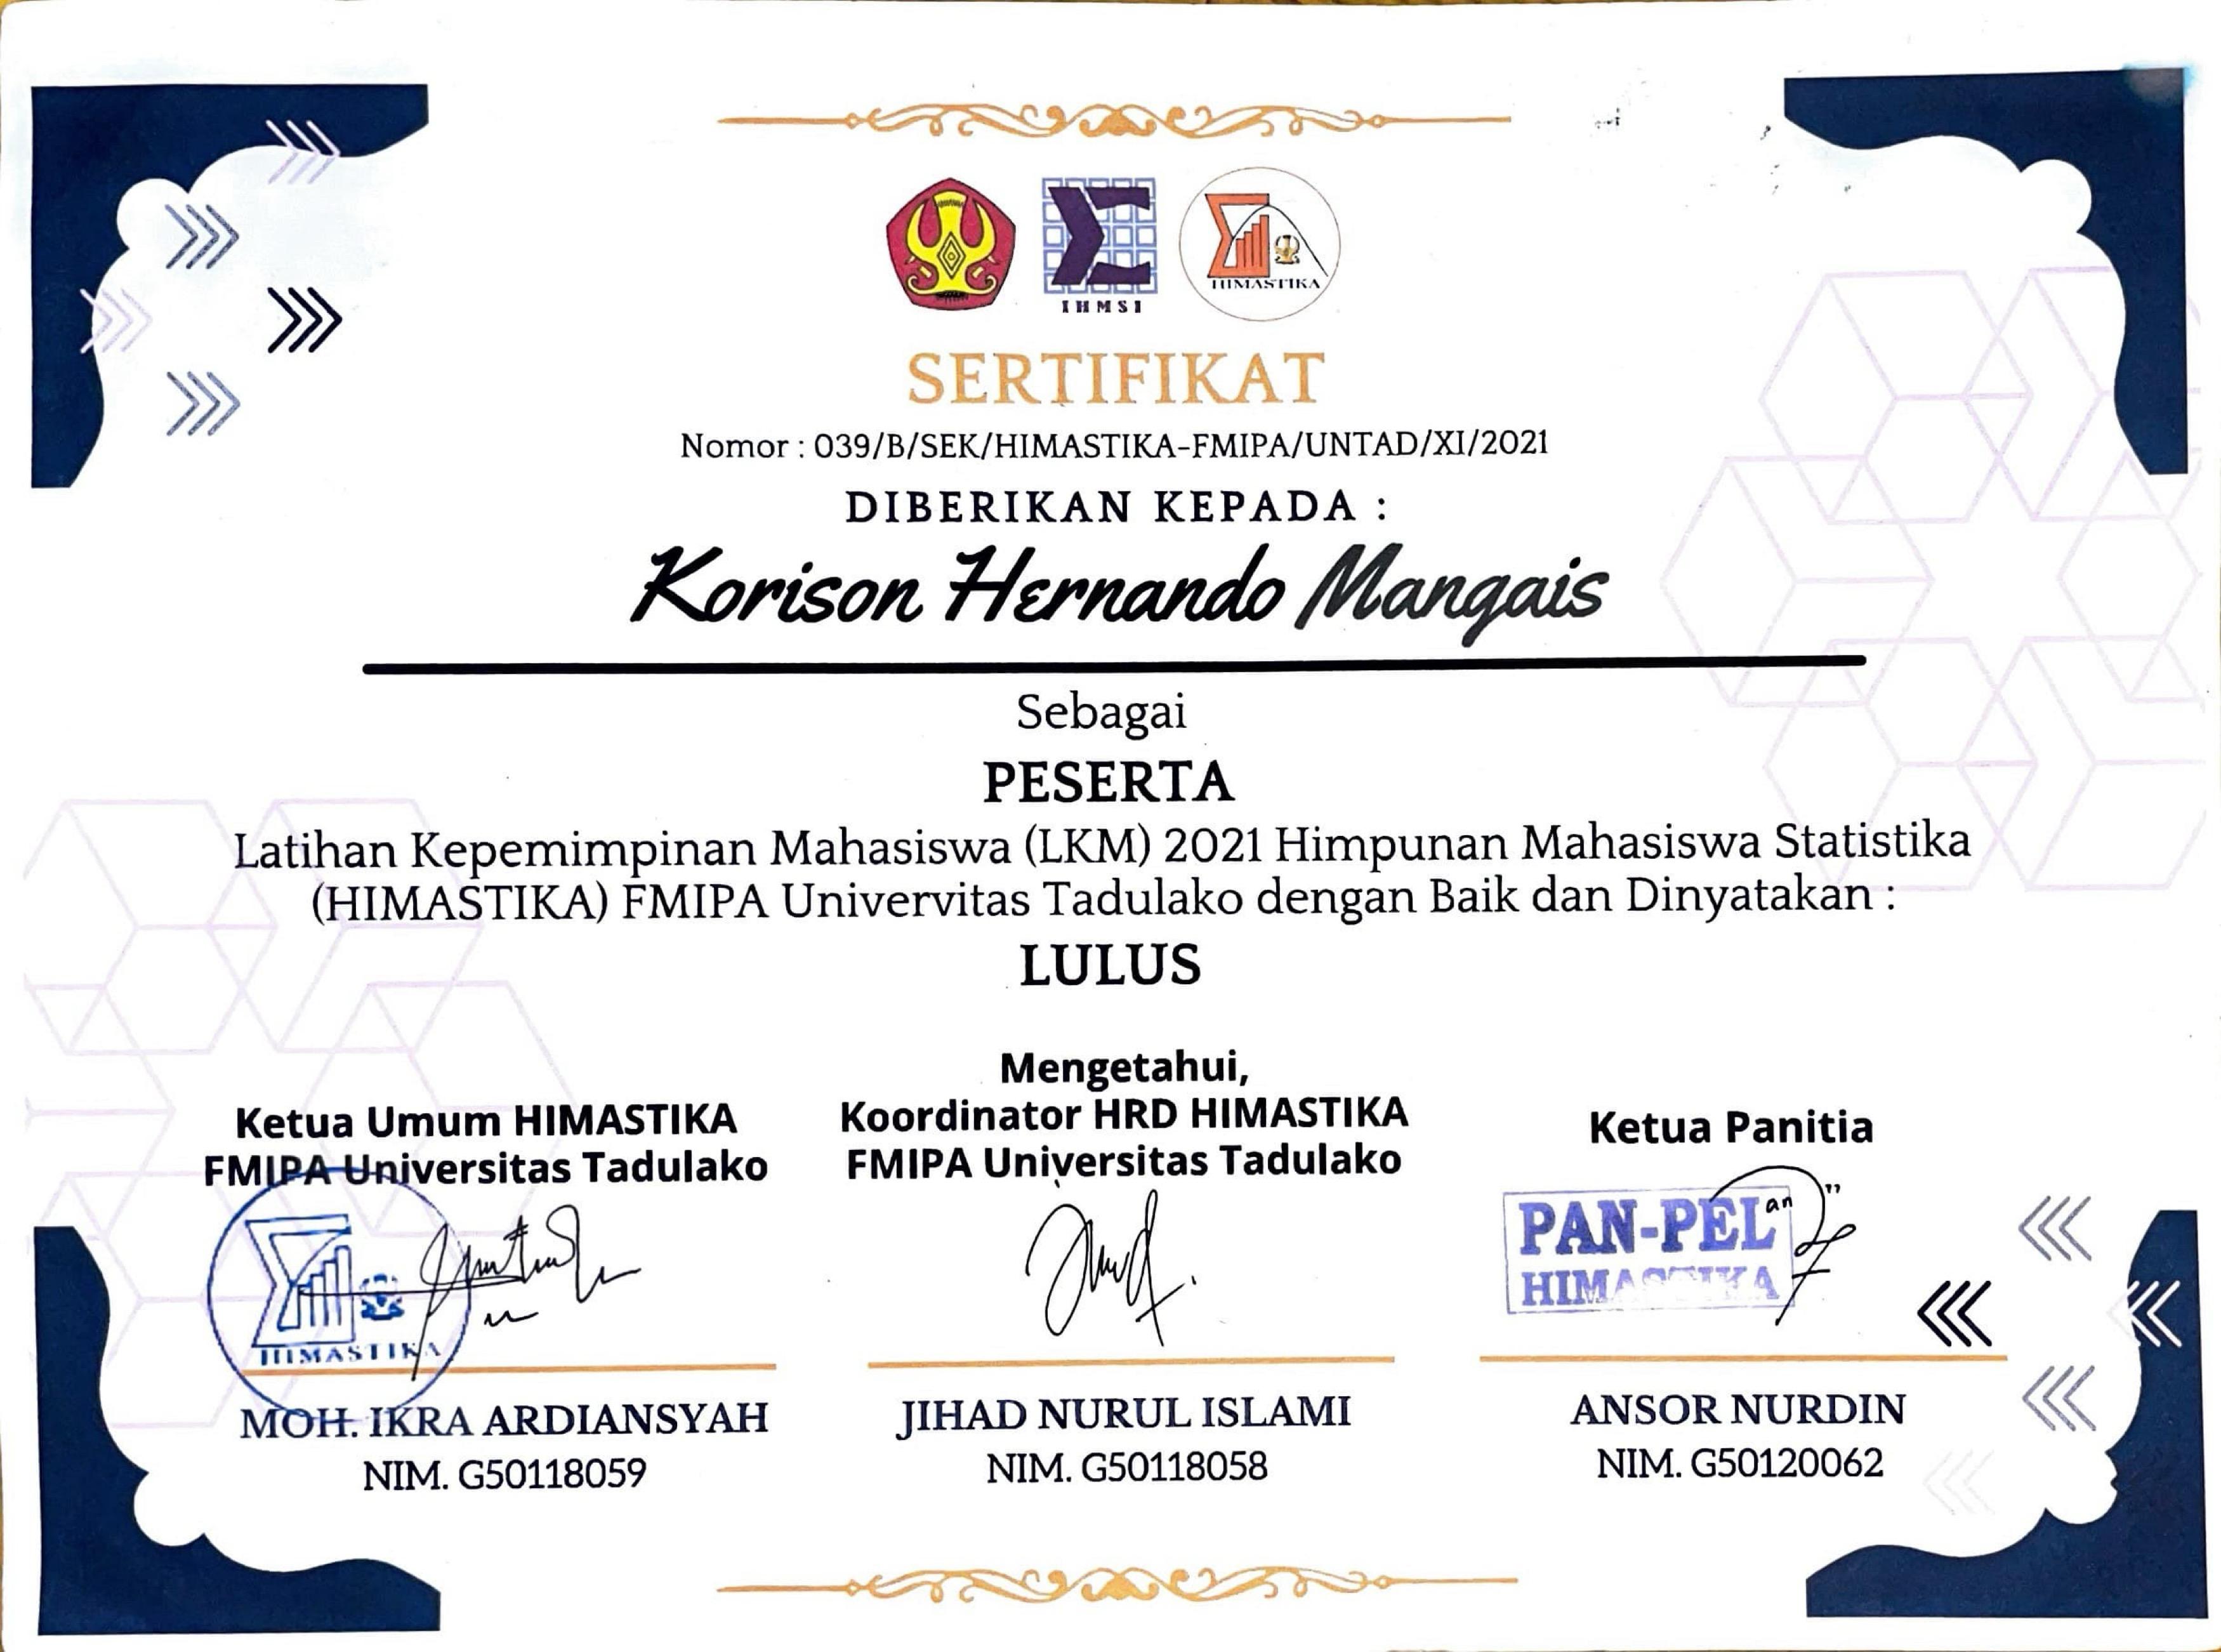 IHMSI
HIMASTIKA
SERTIFIKAT
Nomor : 039/B/SEK/HIMASTIKA-FMIPA/UNTAD/XI/2021
DIBERIKAN KEPADA :
Korison Hernando Mangais
Sebagai
PESERTA
Latihan Kepemimpinan Mahasiswa (LKM) 2021 Himpunan Mahasiswa Statistika
(HIMASTIKA) FMIPA Univervitas Tadulako dengan Baik dan Dinyatakan :
LULUS
Mengetahui,
Ketua Umum HIMASTIKA
FMIPA Universitas Tadulako
HIMASTIKA
MOH. IKRA ARDIANSYAH
NIM. G50118059
Koordinator HRD HIMASTIKA
FMIPA Universitas Tadulako
JIHAD NURUL ISLAMI
NIM. G50118058
Ketua Panitia
an
PAN-PEL
HIMASTIKA
ANSOR NURDIN
NIM. G50120062